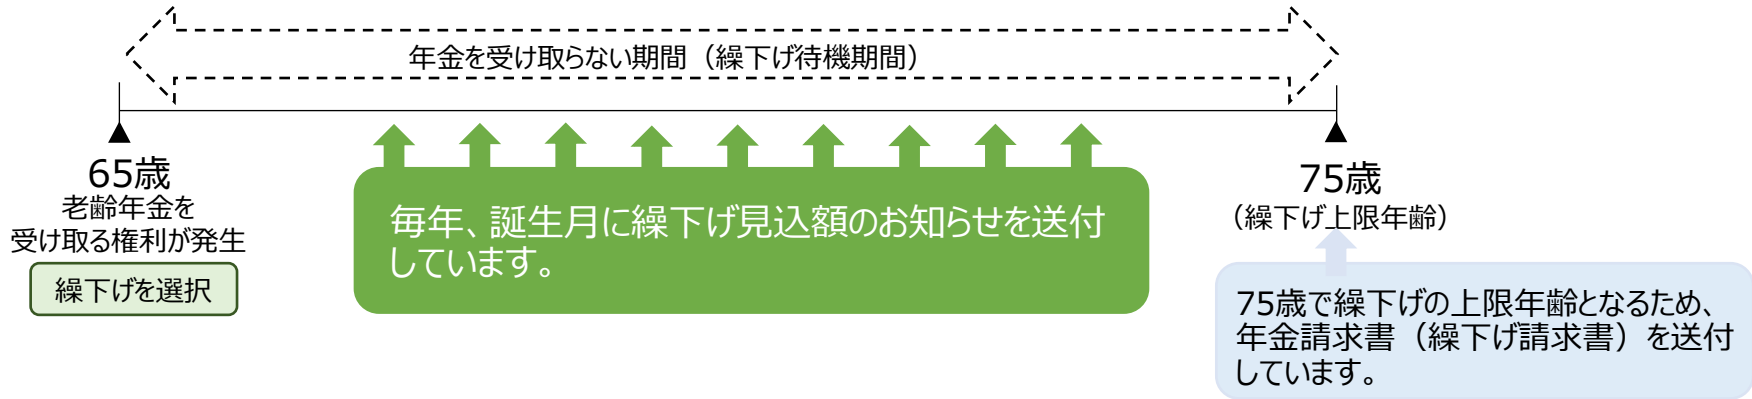 年金を受け取らない期間（繰下げ待機期間）
65歳
老齢年金を
受け取る権利が発生
繰下げを選択
毎年、誕生月に繰下げ見込額のお知らせを送付
しています。
75歳
（繰下げ上限年齢）
75歳で繰下げの上限年齢となるため、
年金請求書（繰下げ請求書）を送付
しています。